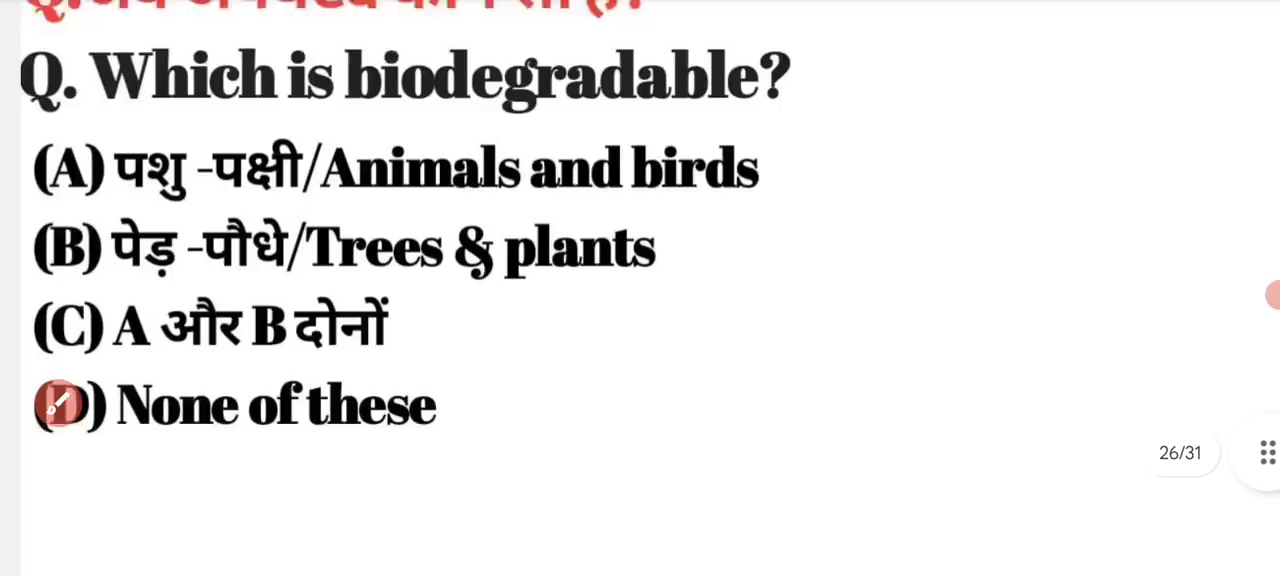 Q. Which is biodegradable?
(A) पशु -पक्षी/Animals and birds
(B) पेड़ -पौधे/Trees & plants
(C) A और B दोनों
(D) None of these
26/31